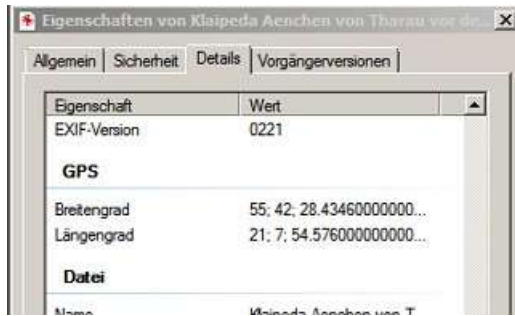 Eigenschaften von Klaipeda Aenchen von Tharau vor de...
Allgemein Sicherheit Details Vorgängerversionen
Eigenschaft Wert
EXIF-Version 0221
GPS
Breitengrad 55; 42; 28.43460000000...
Längengrad 21; 7; 54.576000000000...
Datei
Name Klaipeda Aenchen von T